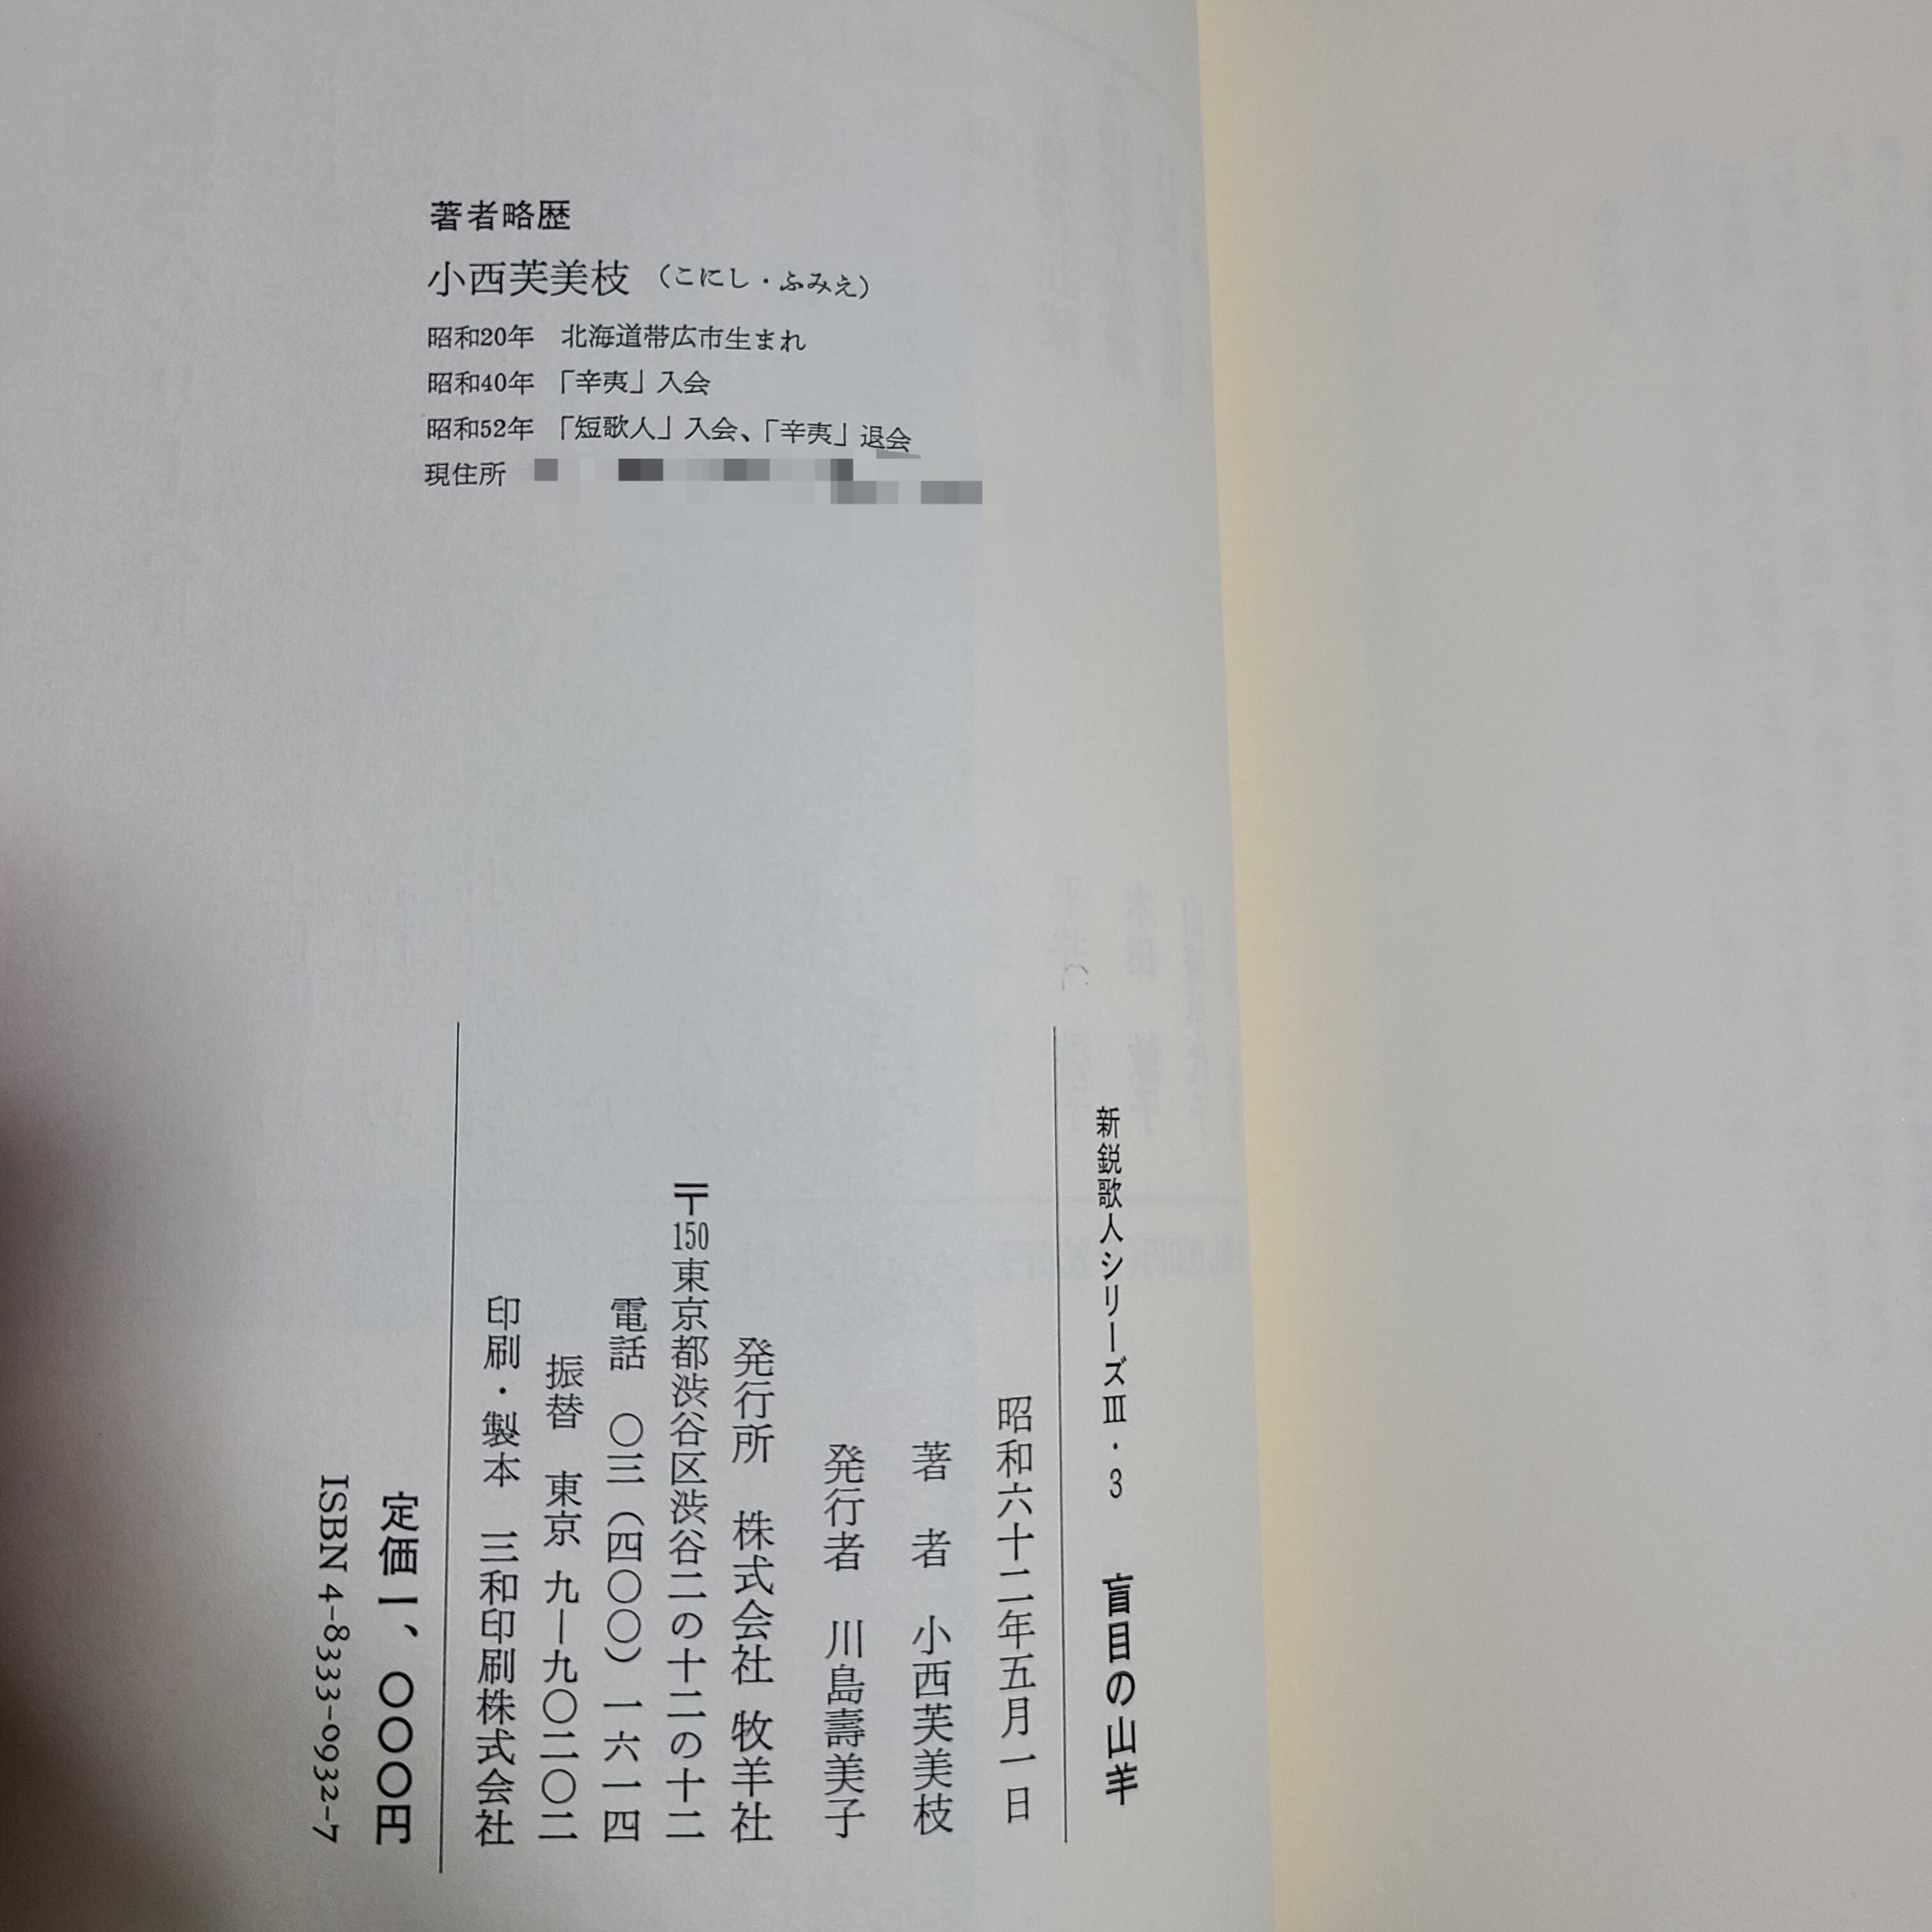 著者略歴
小西芙美枝（こにし・ふみえ）
昭和20年　北海道帯広市生まれ
昭和40年　「辛夷」入会
昭和52年　「短歌人」入会、「辛夷」退会
現住所
新鋭歌人シリーズⅢ・3　盲目の山羊
昭和六十二年五月一日
著　者　小西芙美枝
発行者　川島壽美子
発行所　株式会社 牧羊社
〒150東京都渋谷区渋谷二の十二の十二
電話　〇三（四〇〇）一六一四
振替　東京 九―九〇二〇二
印刷・製本　三和印刷株式会社
定価一、〇〇〇円
ISBN 4-8333-0932-7